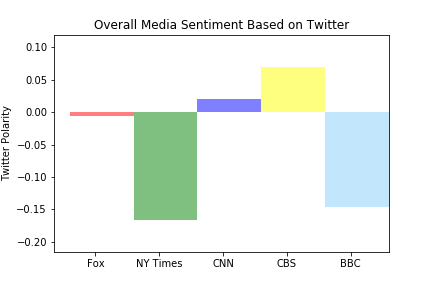 Overall Media Sentiment Based on Twitter
Twitter Polarity
0.10
0.05
0.00
−0.05
−0.10
−0.15
−0.20
Fox NY Times CNN CBS BBC